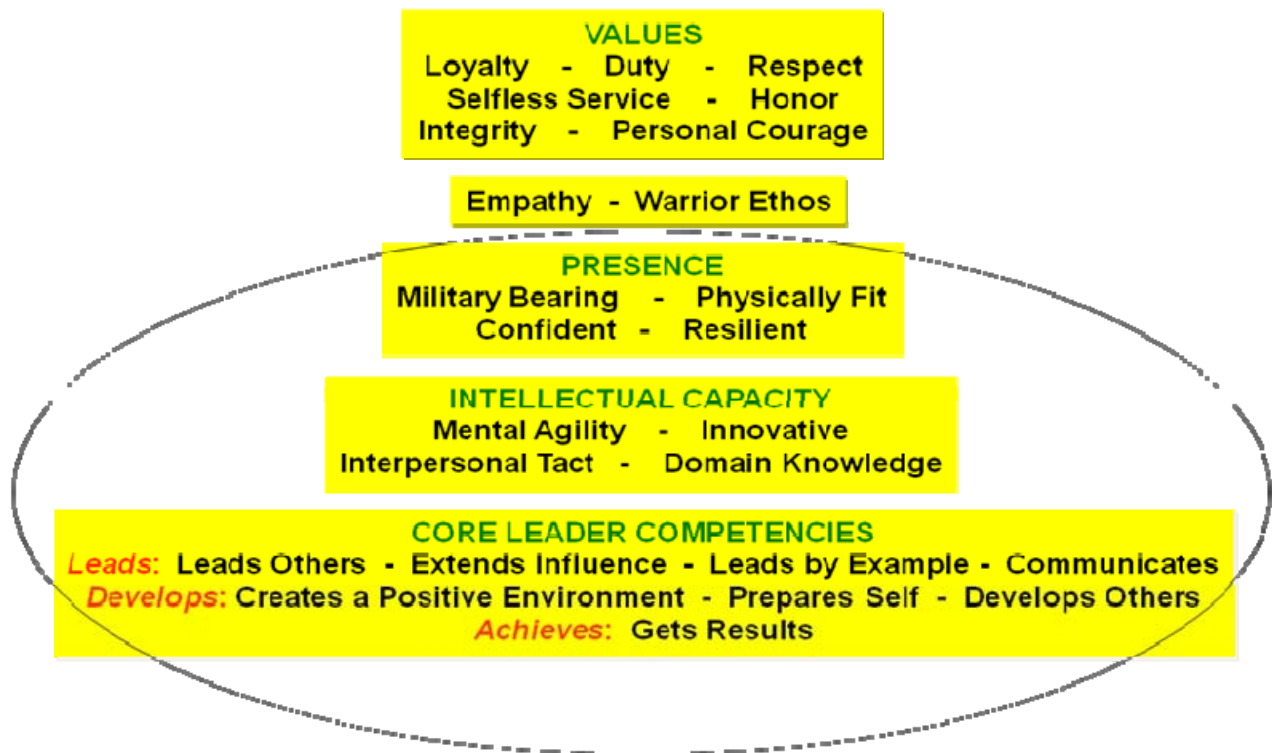 VALUES
Loyalty - Duty - Respect
Selfless Service - Honor
Integrity - Personal Courage
Empathy - Warrior Ethos
PRESENCE
Military Bearing - Physically Fit
Confident - Resilient
INTELLECTUAL CAPACITY
Mental Agility - Innovative
Interpersonal Tact - Domain Knowledge
CORE LEADER COMPETENCIES
Leads: Leads Others - Extends Influence - Leads by Example - Communicates
Develops: Creates a Positive Environment - Prepares Self - Develops Others
Achieves: Gets Results